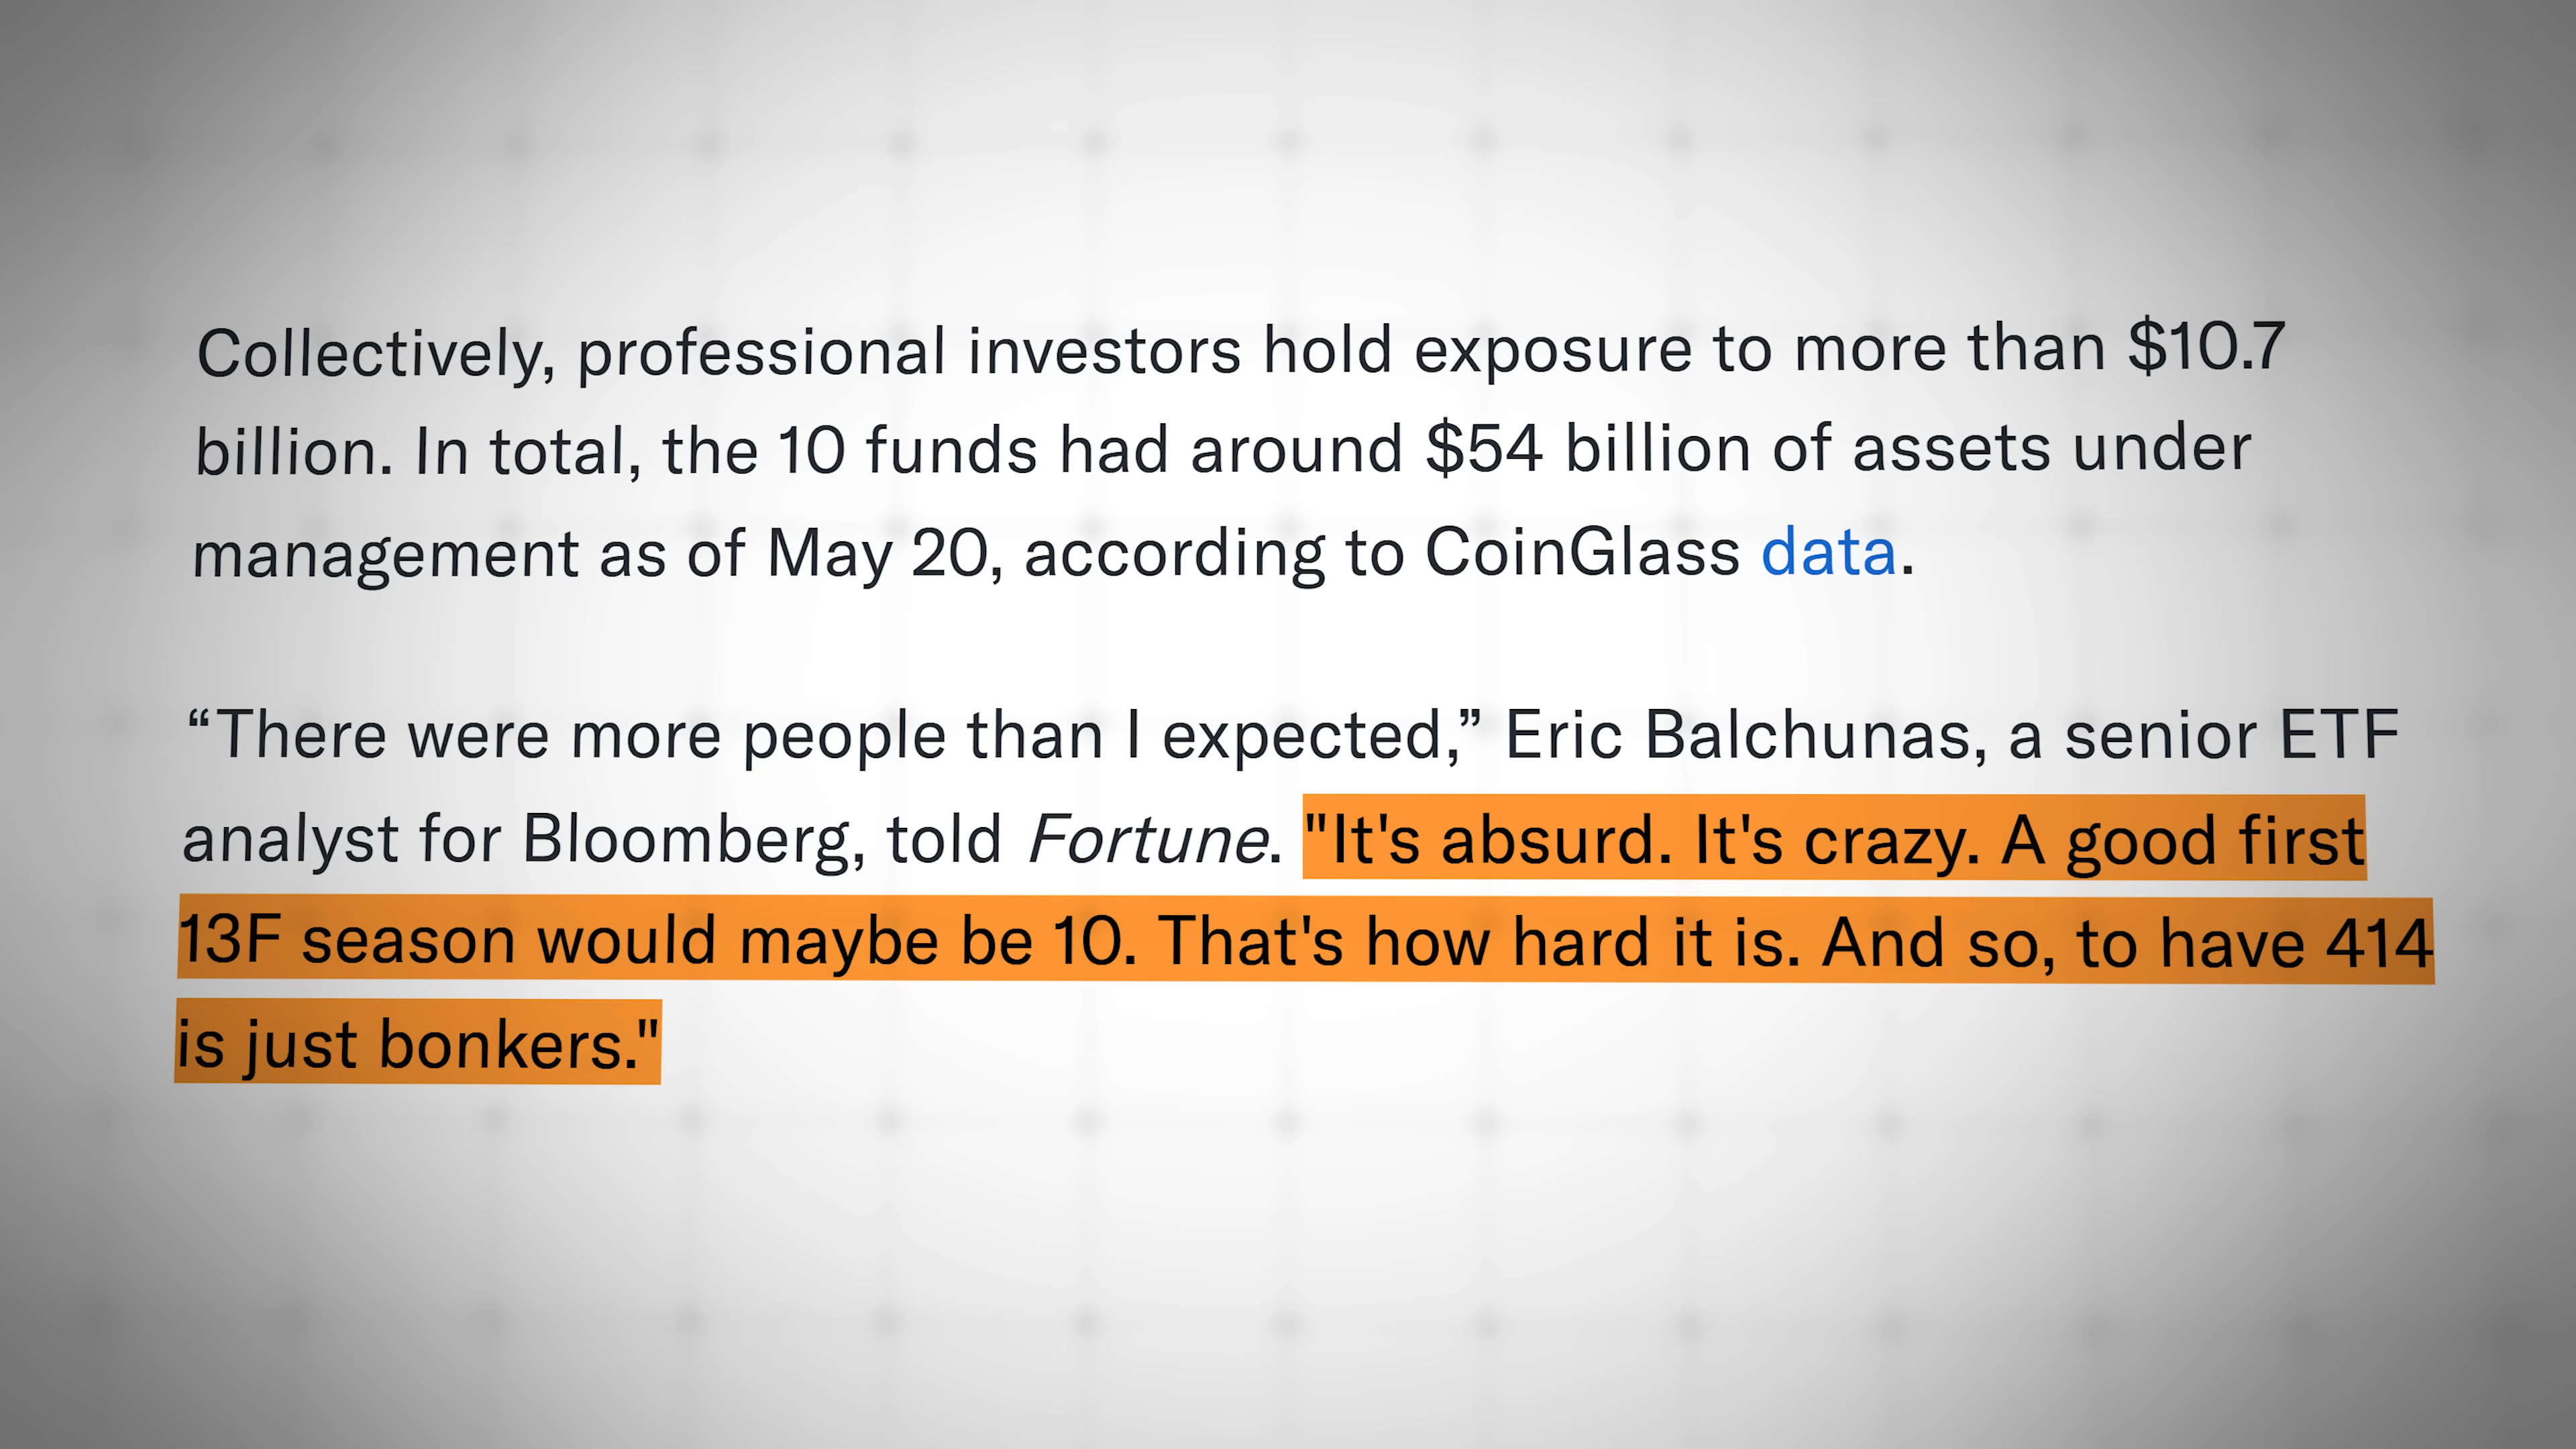 Collectively, professional investors hold exposure to more than $10.7
billion. In total, the 10 funds had around $54 billion of assets under
management as of May 20, according to CoinGlass data.
“There were more people than I expected,” Eric Balchunas, a senior ETF
analyst for Bloomberg, told Fortune. "It's absurd. It's crazy. A good first
13F season would maybe be 10. That's how hard it is. And so, to have 414
is just bonkers."